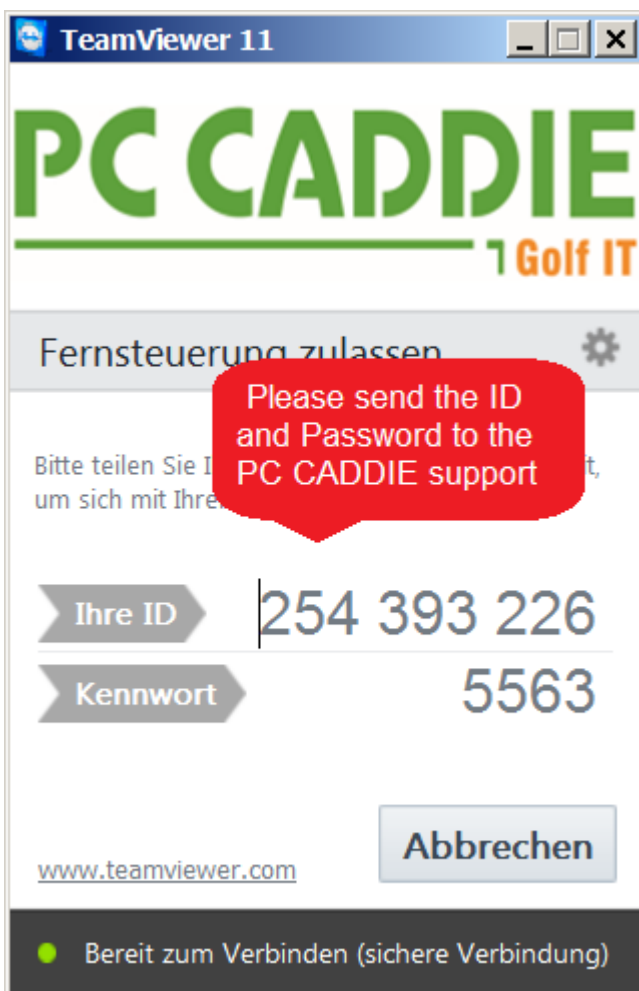 TeamViewer 11
PC CADDIE
Golf IT
Fernsteuerung zulassen
Please send the ID
and Password to the
PC CADDIE support
Bitte teilen Sie
um sich mit
Ihre ID
254 393 226
Kennwort
5563
Abbrechen
www.teamviewer.com
Bereit zum Verbinden (sichere Verbindung)